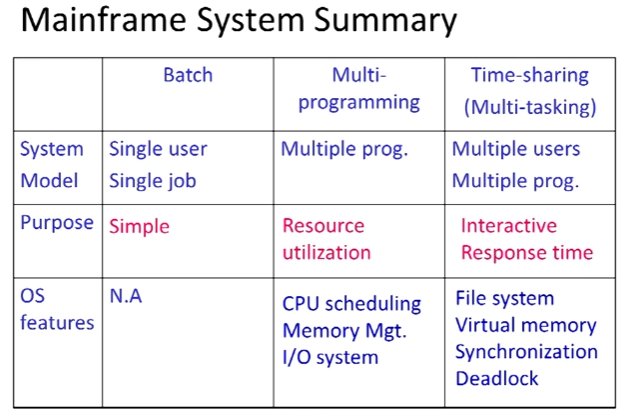 Mainframe System Summary
Batch
Multi-
programming
Time-sharing
(Multi-tasking)
System
Model
Single user
Single job
Multiple prog.
Multiple users
Multiple prog.
Purpose
Simple
Resource
utilization
Interactive
Response time
OS
features
N.A
CPU scheduling
Memory Mgt.
I/O system
File system
Virtual memory
Synchronization
Deadlock